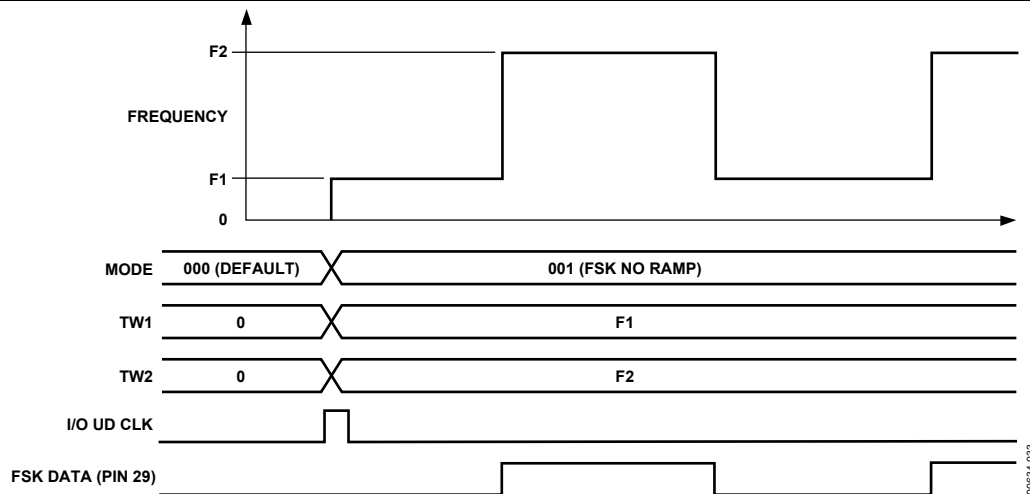 F2
FREQUENCY
F1
0
MODE 000 (DEFAULT) 001 (FSK NO RAMP)
TW1 0 F1
TW2 0 F2
I/O UD CLK
FSK DATA (PIN 29)